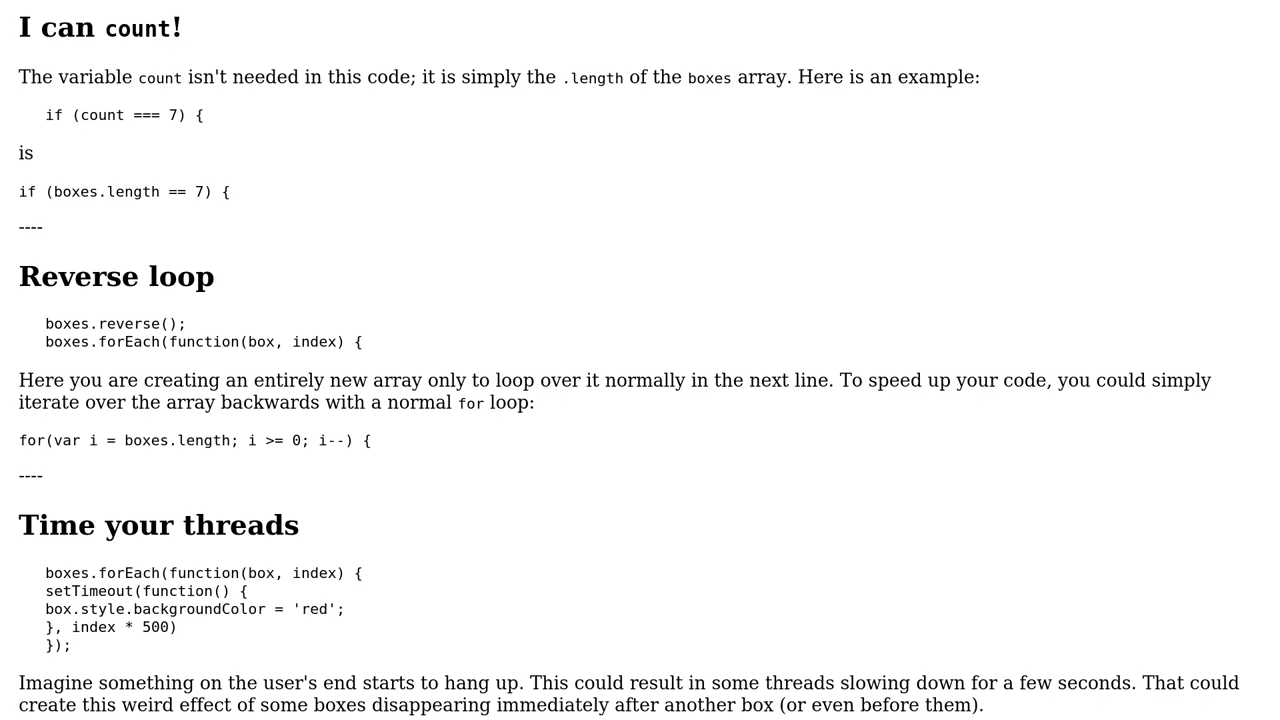 I can count!
The variable count isn't needed in this code; it is simply the .length of the boxes array. Here is an example:
if (count === 7) {
is
if (boxes.length == 7) {
----
Reverse loop
boxes.reverse();
boxes.forEach(function(box, index) {
Here you are creating an entirely new array only to loop over it normally in the next line. To speed up your code, you could simply
iterate over the array backwards with a normal for loop:
for(var i = boxes.length; i >= 0; i--) {
----
Time your threads
boxes.forEach(function(box, index) {
setTimeout(function() {
box.style.backgroundColor = 'red';
}, index * 500)
});
Imagine something on the user's end starts to hang up. This could result in some threads slowing down for a few seconds. That could
create this weird effect of some boxes disappearing immediately after another box (or even before them).